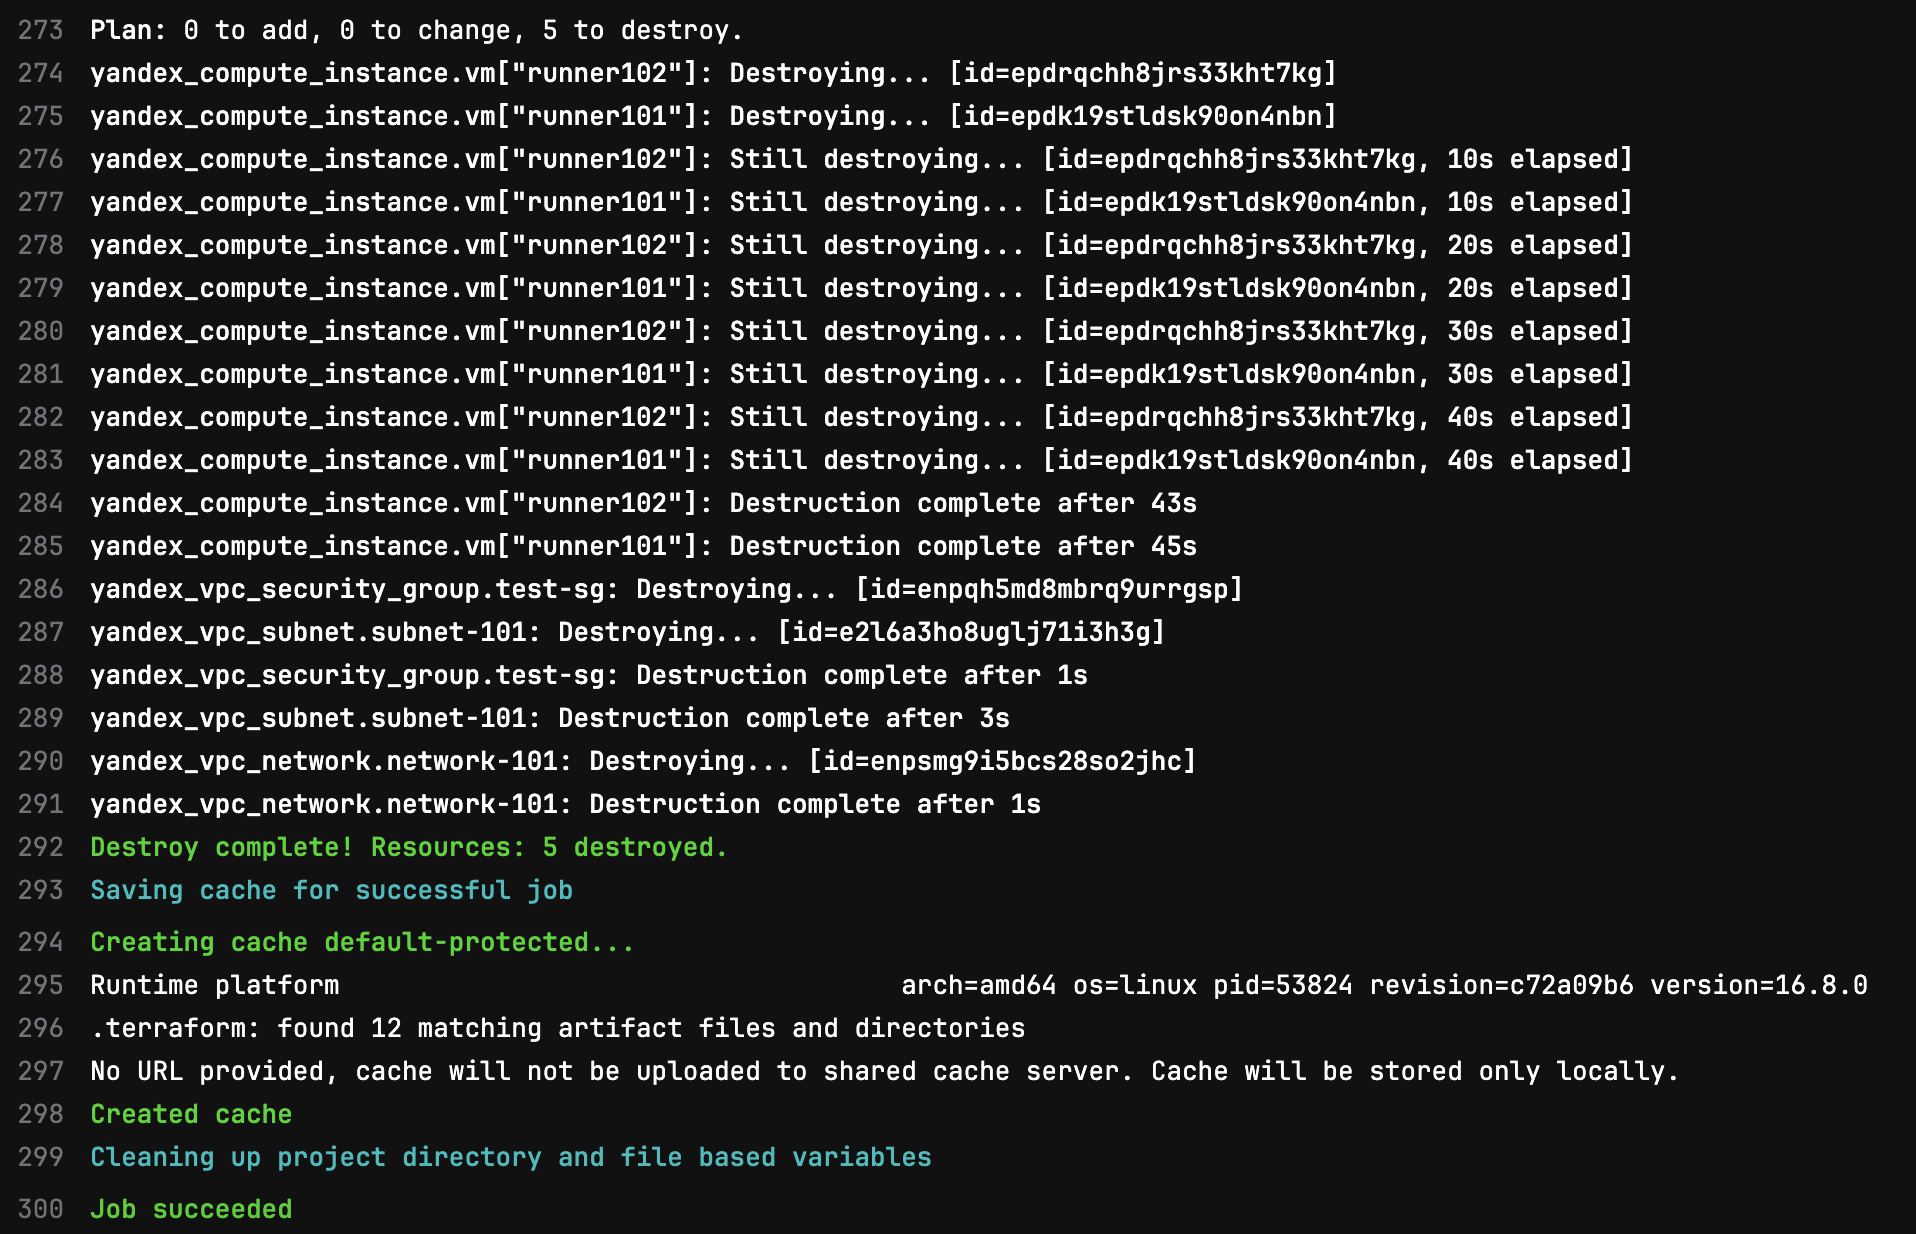 273 Plan: 0 to add, 0 to change, 5 to destroy.
274 yandex_compute_instance.vm["runner102"]: Destroying... [id=epdrqchh8jrs33kht7kg]
275 yandex_compute_instance.vm["runner101"]: Destroying... [id=epdk19stldsk90on4nbn]
276 yandex_compute_instance.vm["runner102"]: Still destroying... [id=epdrqchh8jrs33kht7kg, 10s elapsed]
277 yandex_compute_instance.vm["runner101"]: Still destroying... [id=epdk19stldsk90on4nbn, 10s elapsed]
278 yandex_compute_instance.vm["runner102"]: Still destroying... [id=epdrqchh8jrs33kht7kg, 20s elapsed]
279 yandex_compute_instance.vm["runner101"]: Still destroying... [id=epdk19stldsk90on4nbn, 20s elapsed]
280 yandex_compute_instance.vm["runner102"]: Still destroying... [id=epdrqchh8jrs33kht7kg, 30s elapsed]
281 yandex_compute_instance.vm["runner101"]: Still destroying... [id=epdk19stldsk90on4nbn, 30s elapsed]
282 yandex_compute_instance.vm["runner102"]: Still destroying... [id=epdrqchh8jrs33kht7kg, 40s elapsed]
283 yandex_compute_instance.vm["runner101"]: Still destroying... [id=epdk19stldsk90on4nbn, 40s elapsed]
284 yandex_compute_instance.vm["runner102"]: Destruction complete after 43s
285 yandex_compute_instance.vm["runner101"]: Destruction complete after 45s
286 yandex_vpc_security_group.test-sg: Destroying... [id=enpqh5md8mbrq9urrgsp]
287 yandex_vpc_subnet.subnet-101: Destroying... [id=e2l6a3ho8uglj71i3h3g]
288 yandex_vpc_security_group.test-sg: Destruction complete after 1s
289 yandex_vpc_subnet.subnet-101: Destruction complete after 3s
290 yandex_vpc_network.network-101: Destroying... [id=enpsmg9i5bcs28so2jhc]
291 yandex_vpc_network.network-101: Destruction complete after 1s
292 Destroy complete! Resources: 5 destroyed.
293 Saving cache for successful job
294 Creating cache default-protected...
295 Runtime platform arch=amd64 os=linux pid=53824 revision=c72a09b6 version=16.8.0
296 .terraform: found 12 matching artifact files and directories
297 No URL provided, cache will not be uploaded to shared cache server. Cache will be stored only locally.
298 Created cache
299 Cleaning up project directory and file based variables
300 Job succeeded